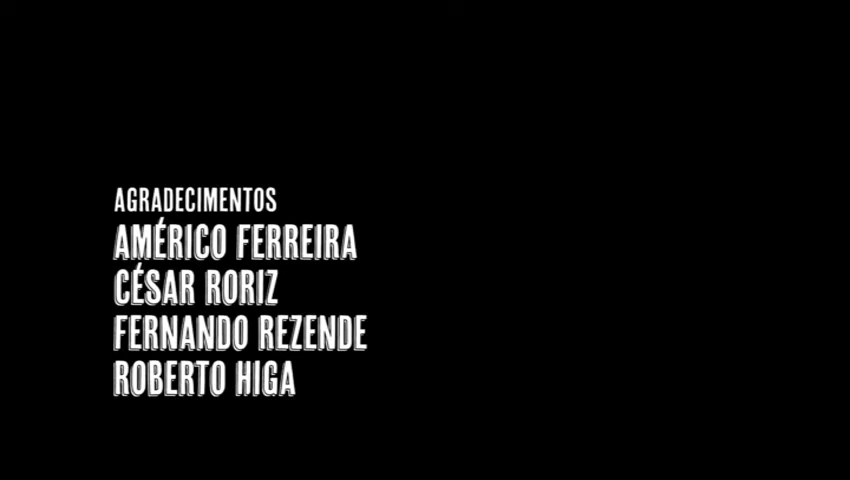 AGRADECIMENTOS
AMÉRICO FERREIRA
CÉSAR RORIZ
FERNANDO REZENDE
ROBERTO HIGA